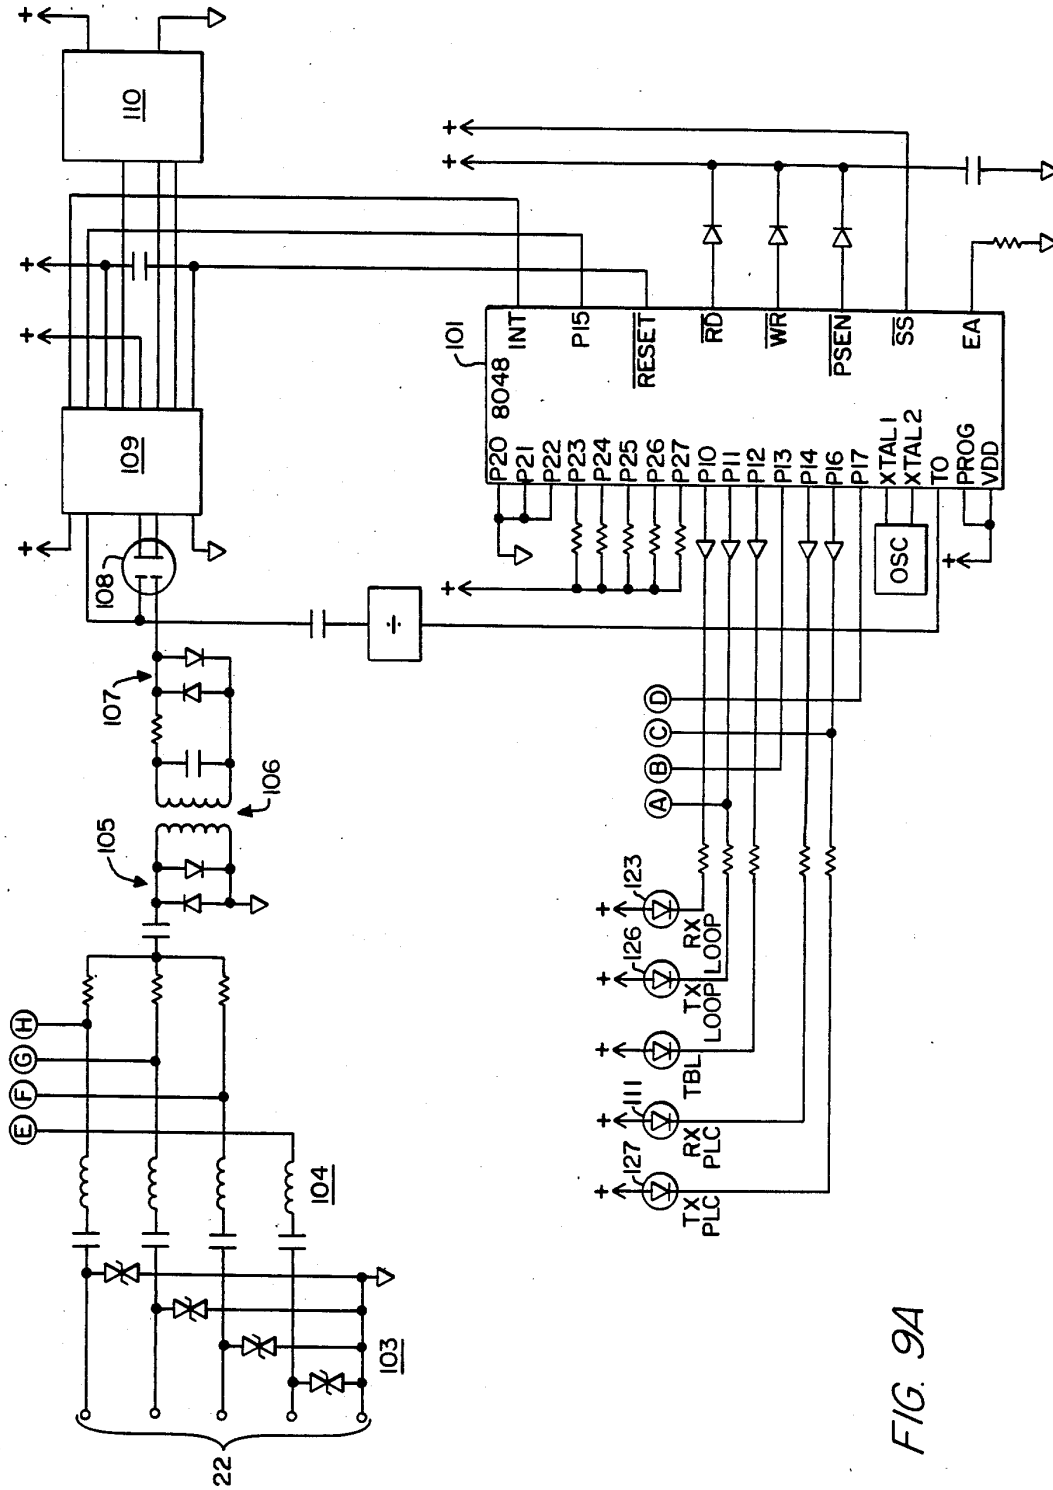 22
103
104
E
F
G
H
105
106
107
108
109
110
+
+
+
+
+
÷
101
8048
INT
P15
RESET
RD
WR
PSEN
SS
EA
P20
P21
P22
P23
P24
P25
P26
P27
P10
P11
P12
P13
P14
P16
P17
XTAL1
XTAL2
TO
PROG
VDD
OSC
+
+
+
+
A
B
C
D
+
123
RX
LOOP
+
126
TX
LOOP
+
TBL
+
111
RX
PLC
+
127
TX
PLC
FIG. 9A